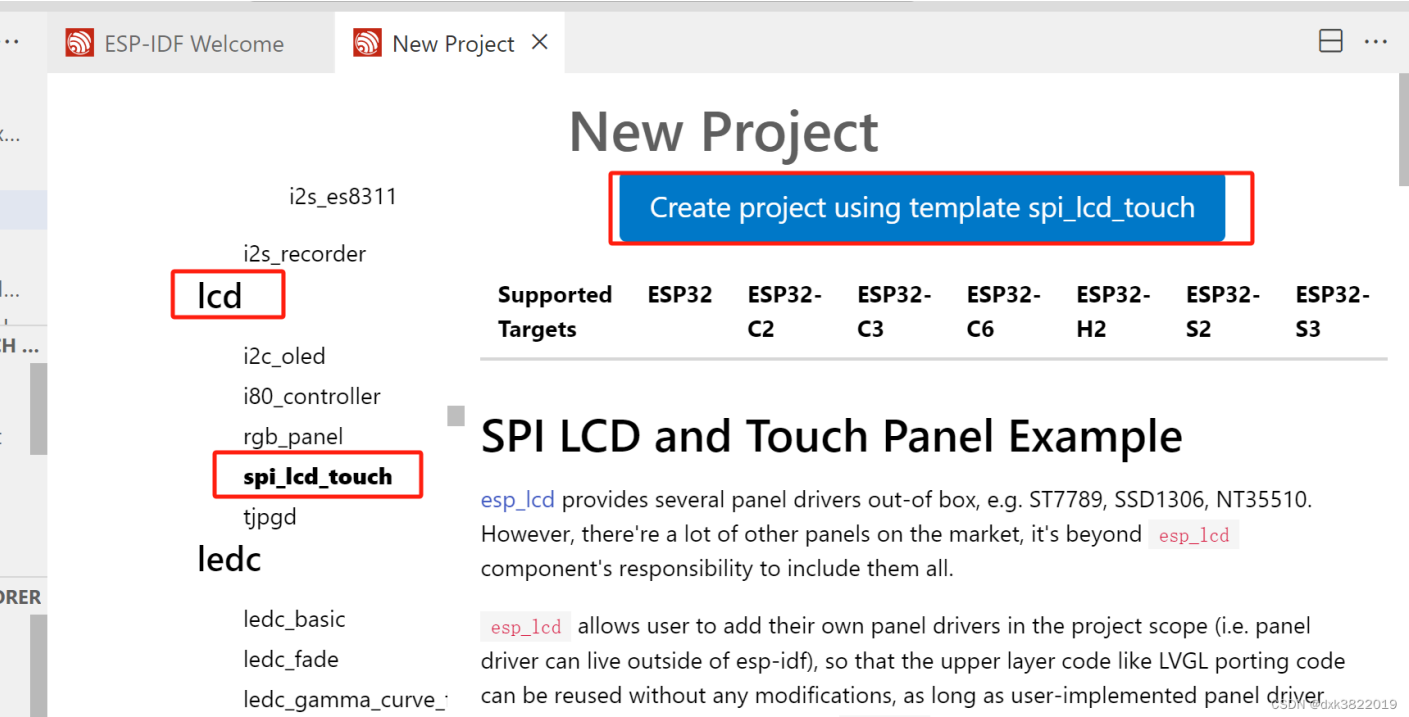 ESP-IDF Welcome
New Project
New Project
i2s_es8311
i2s_recorder
lcd
i2c_oled
i80_controller
rgb_panel
spi_lcd_touch
tjpgd
ledc
ledc_basic
ledc_fade
ledc_gamma_curve_
Create project using template spi_lcd_touch
Supported Targets ESP32 ESP32-C2 ESP32-C3 ESP32-C6 ESP32-H2 ESP32-S2 ESP32-S3
SPI LCD and Touch Panel Example
esp_lcd provides several panel drivers out-of box, e.g. ST7789, SSD1306, NT35510.
However, there're a lot of other panels on the market, it's beyond esp_lcd
component's responsibility to include them all.
esp_lcd allows user to add their own panel drivers in the project scope (i.e. panel
driver can live outside of esp-idf), so that the upper layer code like LVGL porting code
can be reused without any modifications, as long as user-implemented panel driver
CSDN @dxk3822019